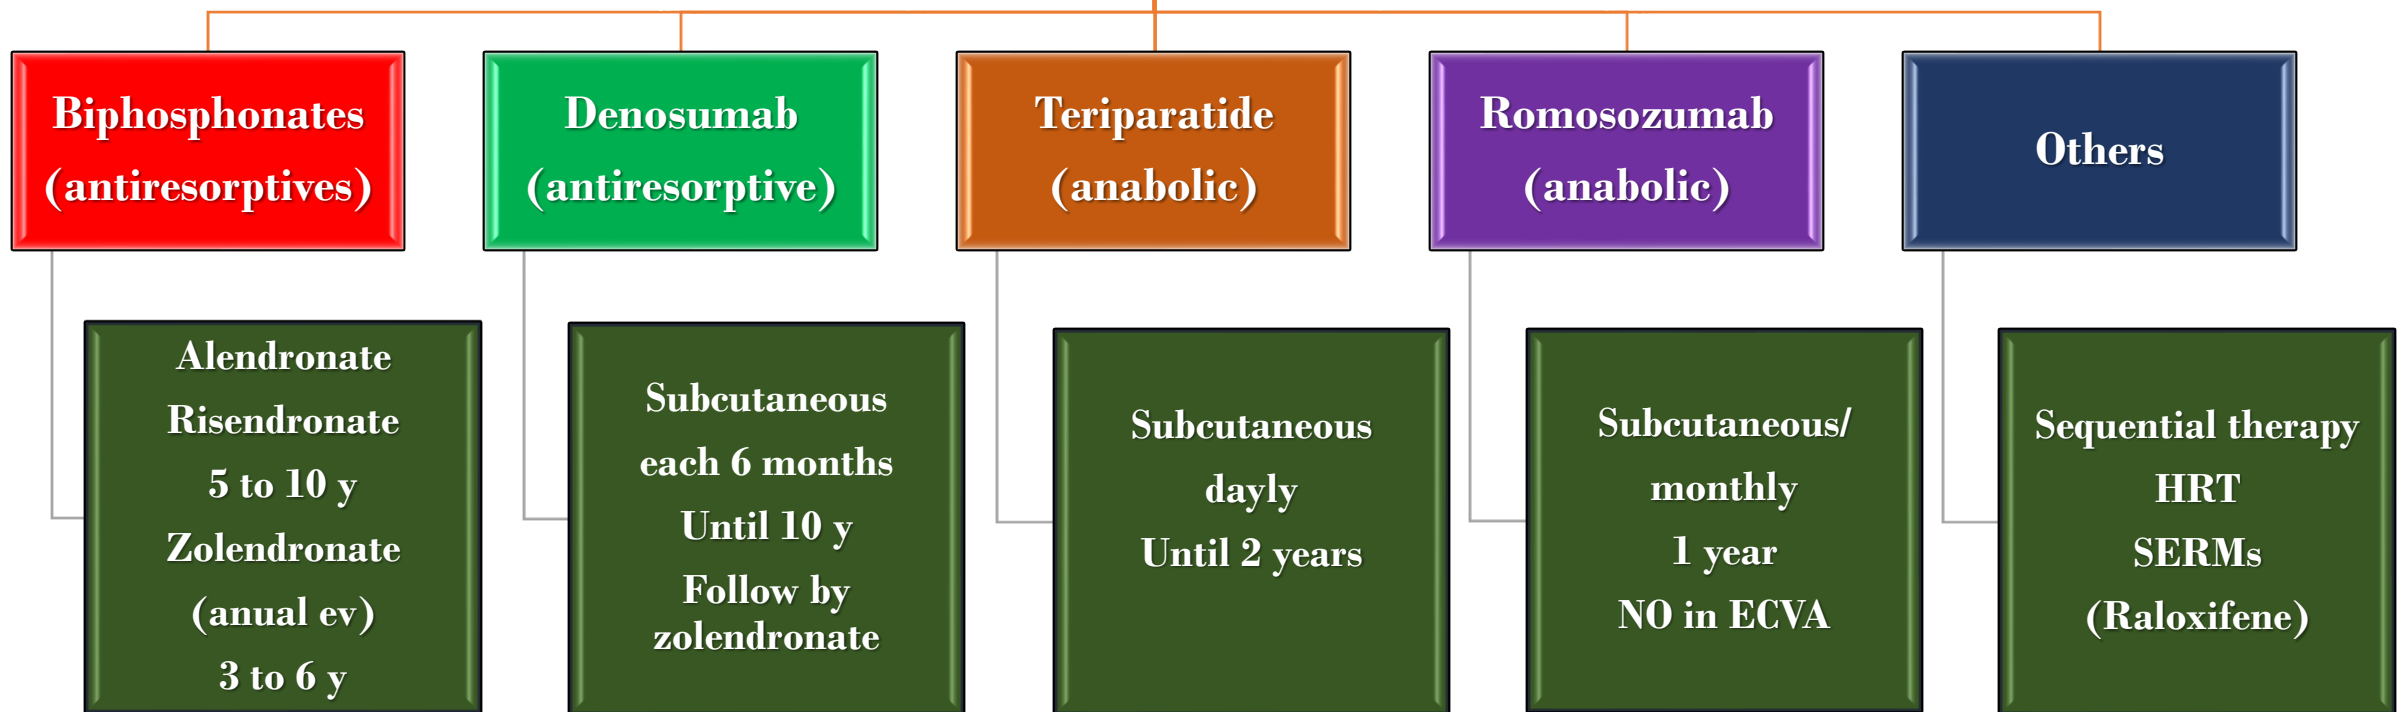 Biphosphonates
(antiresorptives)
Denosumab
(antiresorptive)
Teriparatide
(anabolic)
Romosozumab
(anabolic)
Others
Alendronate
Risendronate
5 to 10 y
Zolendronate
(anual ev)
3 to 6 y
Subcutaneous
each 6 months
Until 10 y
Follow by
zolendronate
Subcutaneous
dayly
Until 2 years
Subcutaneous/
monthly
1 year
NO in ECVA
Sequential therapy
HRT
SERMs
(Raloxifene)